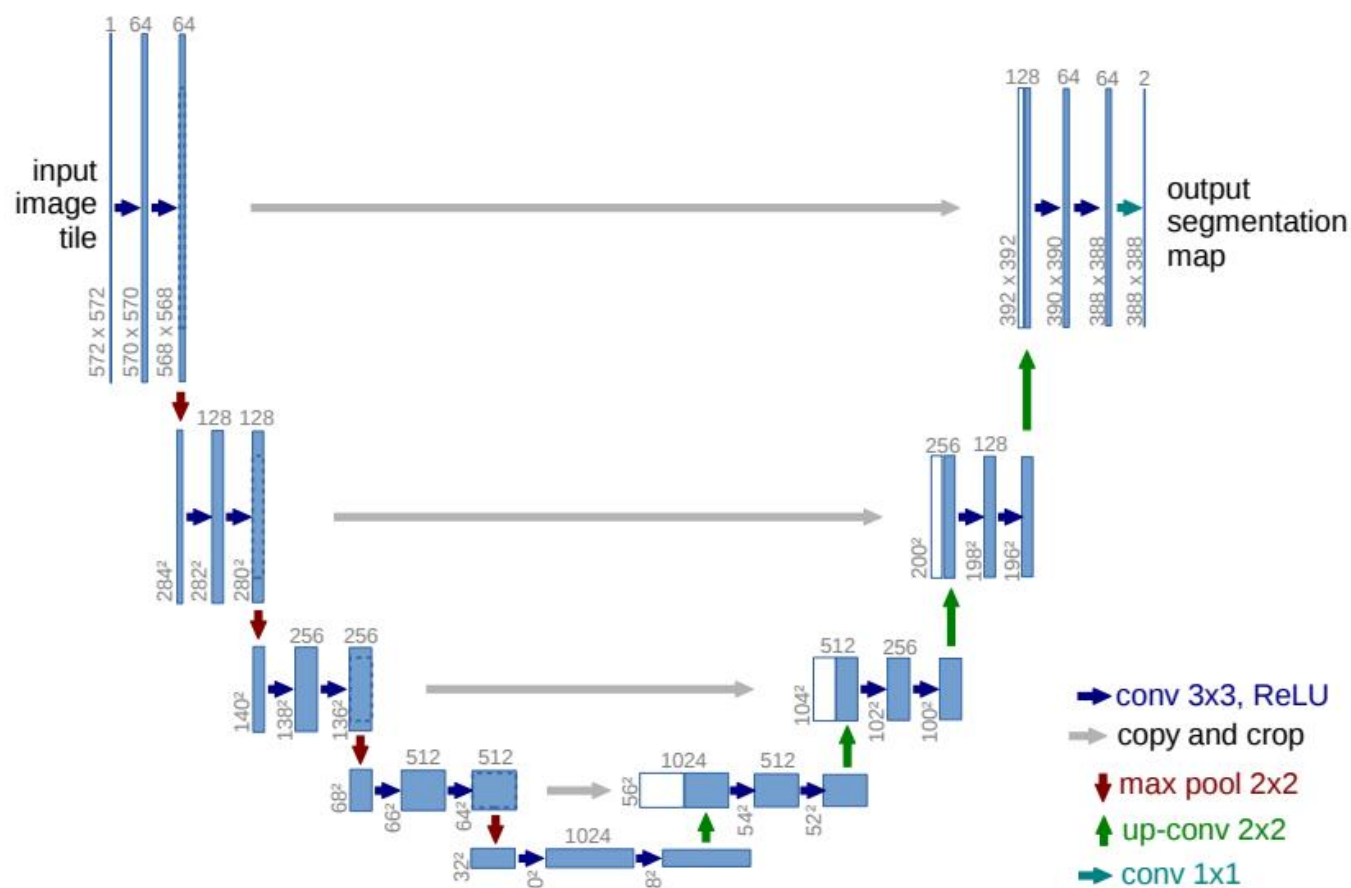 1 64 64
input
image
tile
572 x 572
570 x 570
568 x 568
128 64 64 2
output
segmentation
map
392 x 392
390 x 390
388 x 388
388 x 388
128 128
284²
282²
280²
256 128
200²
198²
196²
256 256
140²
138²
136²
512 256
104²
102²
100²
512 512
68²
66²
64²
1024 512
56²
54²
52²
1024
32²
0²
8²
conv 3x3, ReLU
copy and crop
max pool 2x2
up-conv 2x2
conv 1x1